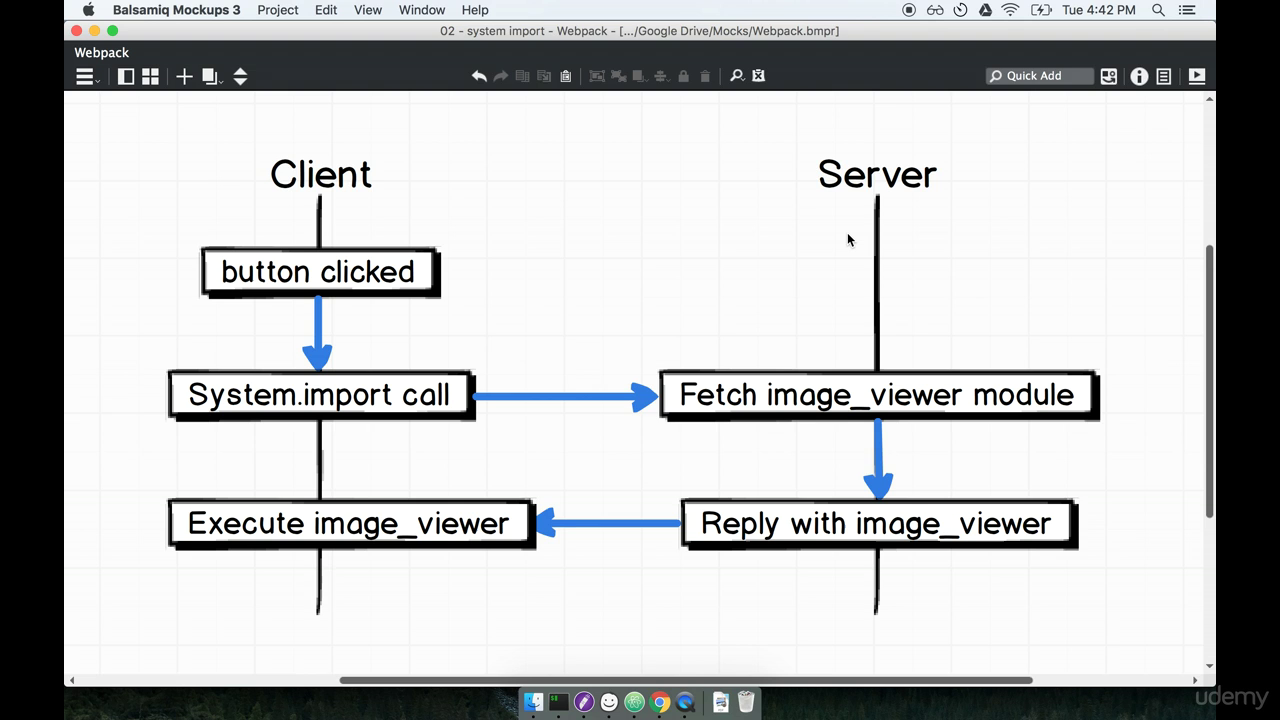 Balsamiq Mockups 3 Project Edit View Window Help Tue 4:42 PM
02 - system import - Webpack - [.../Google Drive/Mocks/Webpack.bmpr]
Webpack
Quick Add
Client Server
button clicked
System.import call Fetch image_viewer module
Execute image_viewer Reply with image_viewer
udemy